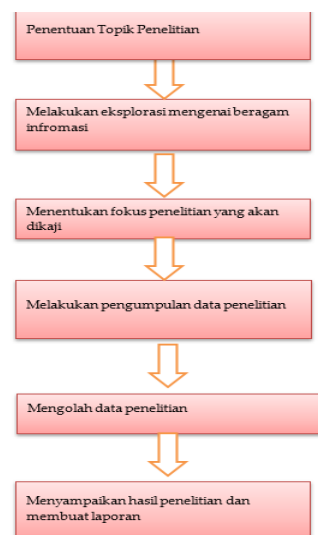 Penentuan Topik Penelitian
Melakukan eksplorasi mengenai beragam
infromasi
Menentukan fokus penelitian yang akan
dikaji
Melakukan pengumpulan data penelitian
Mengolah data penelitian
Menyampaikan hasil penelitian dan
membuat laporan